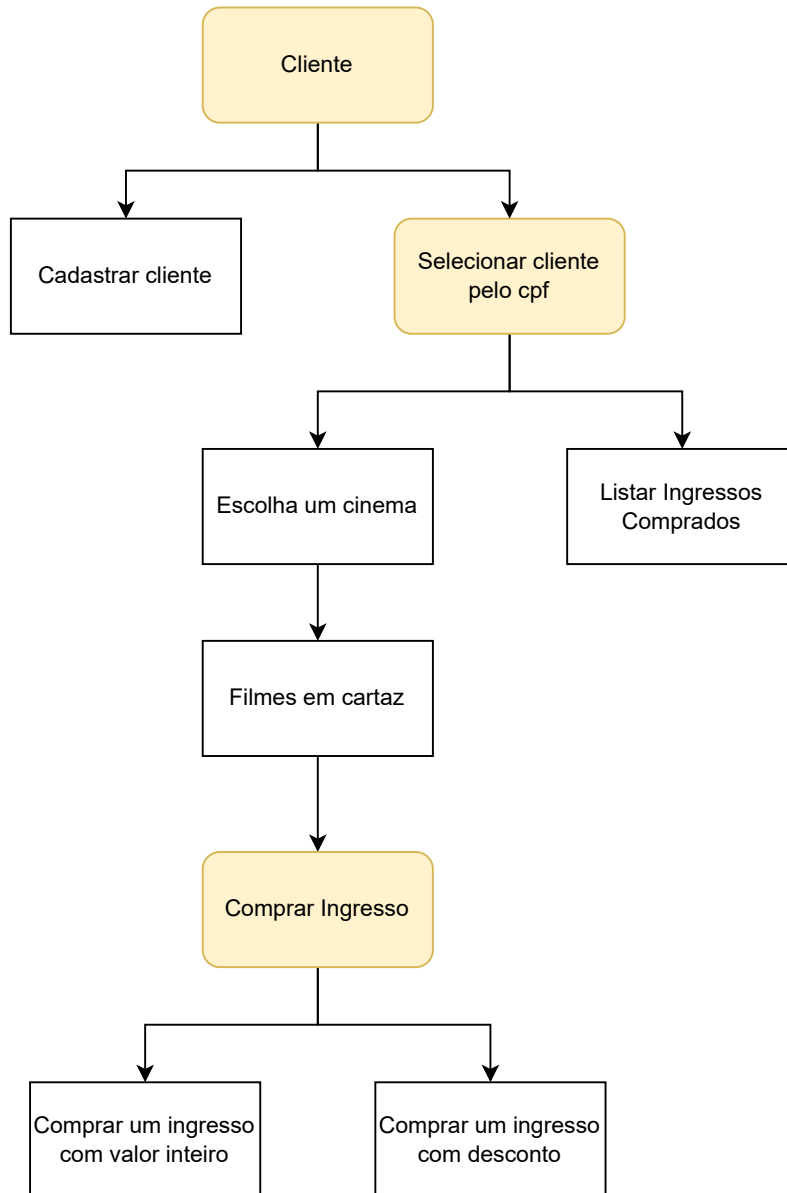 Cliente
Cadastrar cliente
Selecionar cliente
pelo cpf
Escolha um cinema
Listar Ingressos
Comprados
Filmes em cartaz
Comprar Ingresso
Comprar um ingresso
com valor inteiro
Comprar um ingresso
com desconto